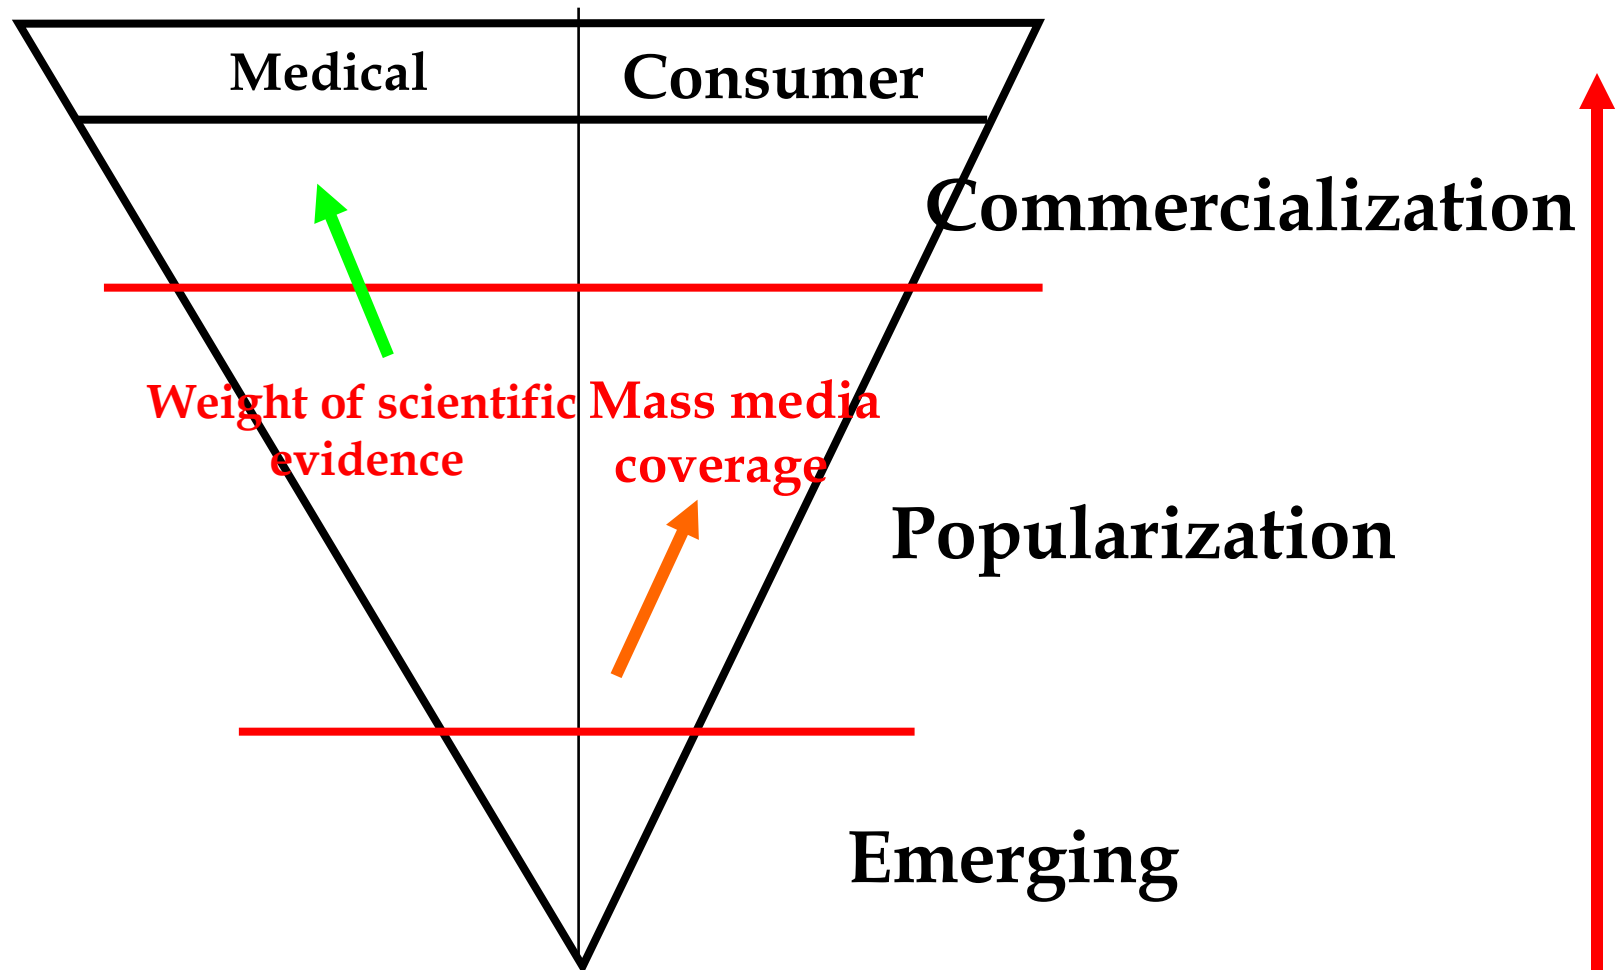 Medical
Consumer
Commercialization
Weight of scientific
evidence
Mass media
coverage
Popularization
Emerging